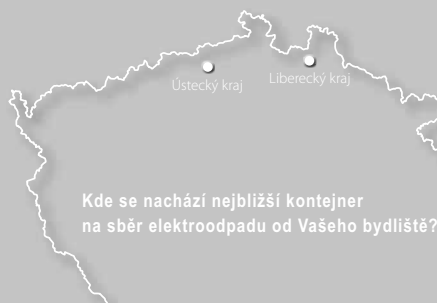 Ústecký kraj
Liberecký kraj
Kde se nachází nejbližší kontejner
na sběr elektroodpadu od Vašeho bydliště?